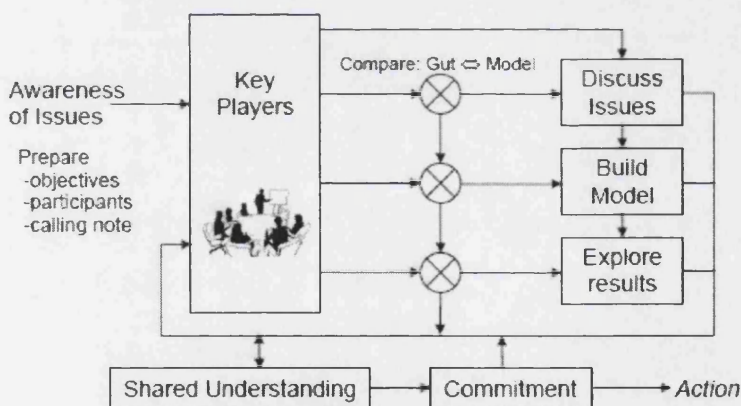 Awareness
of Issues
Prepare
-objectives
-participants
-calling note
Key
Players
Compare: Gut ⇔ Model
Discuss
Issues
Build
Model
Explore
results
Shared Understanding
Commitment
Action